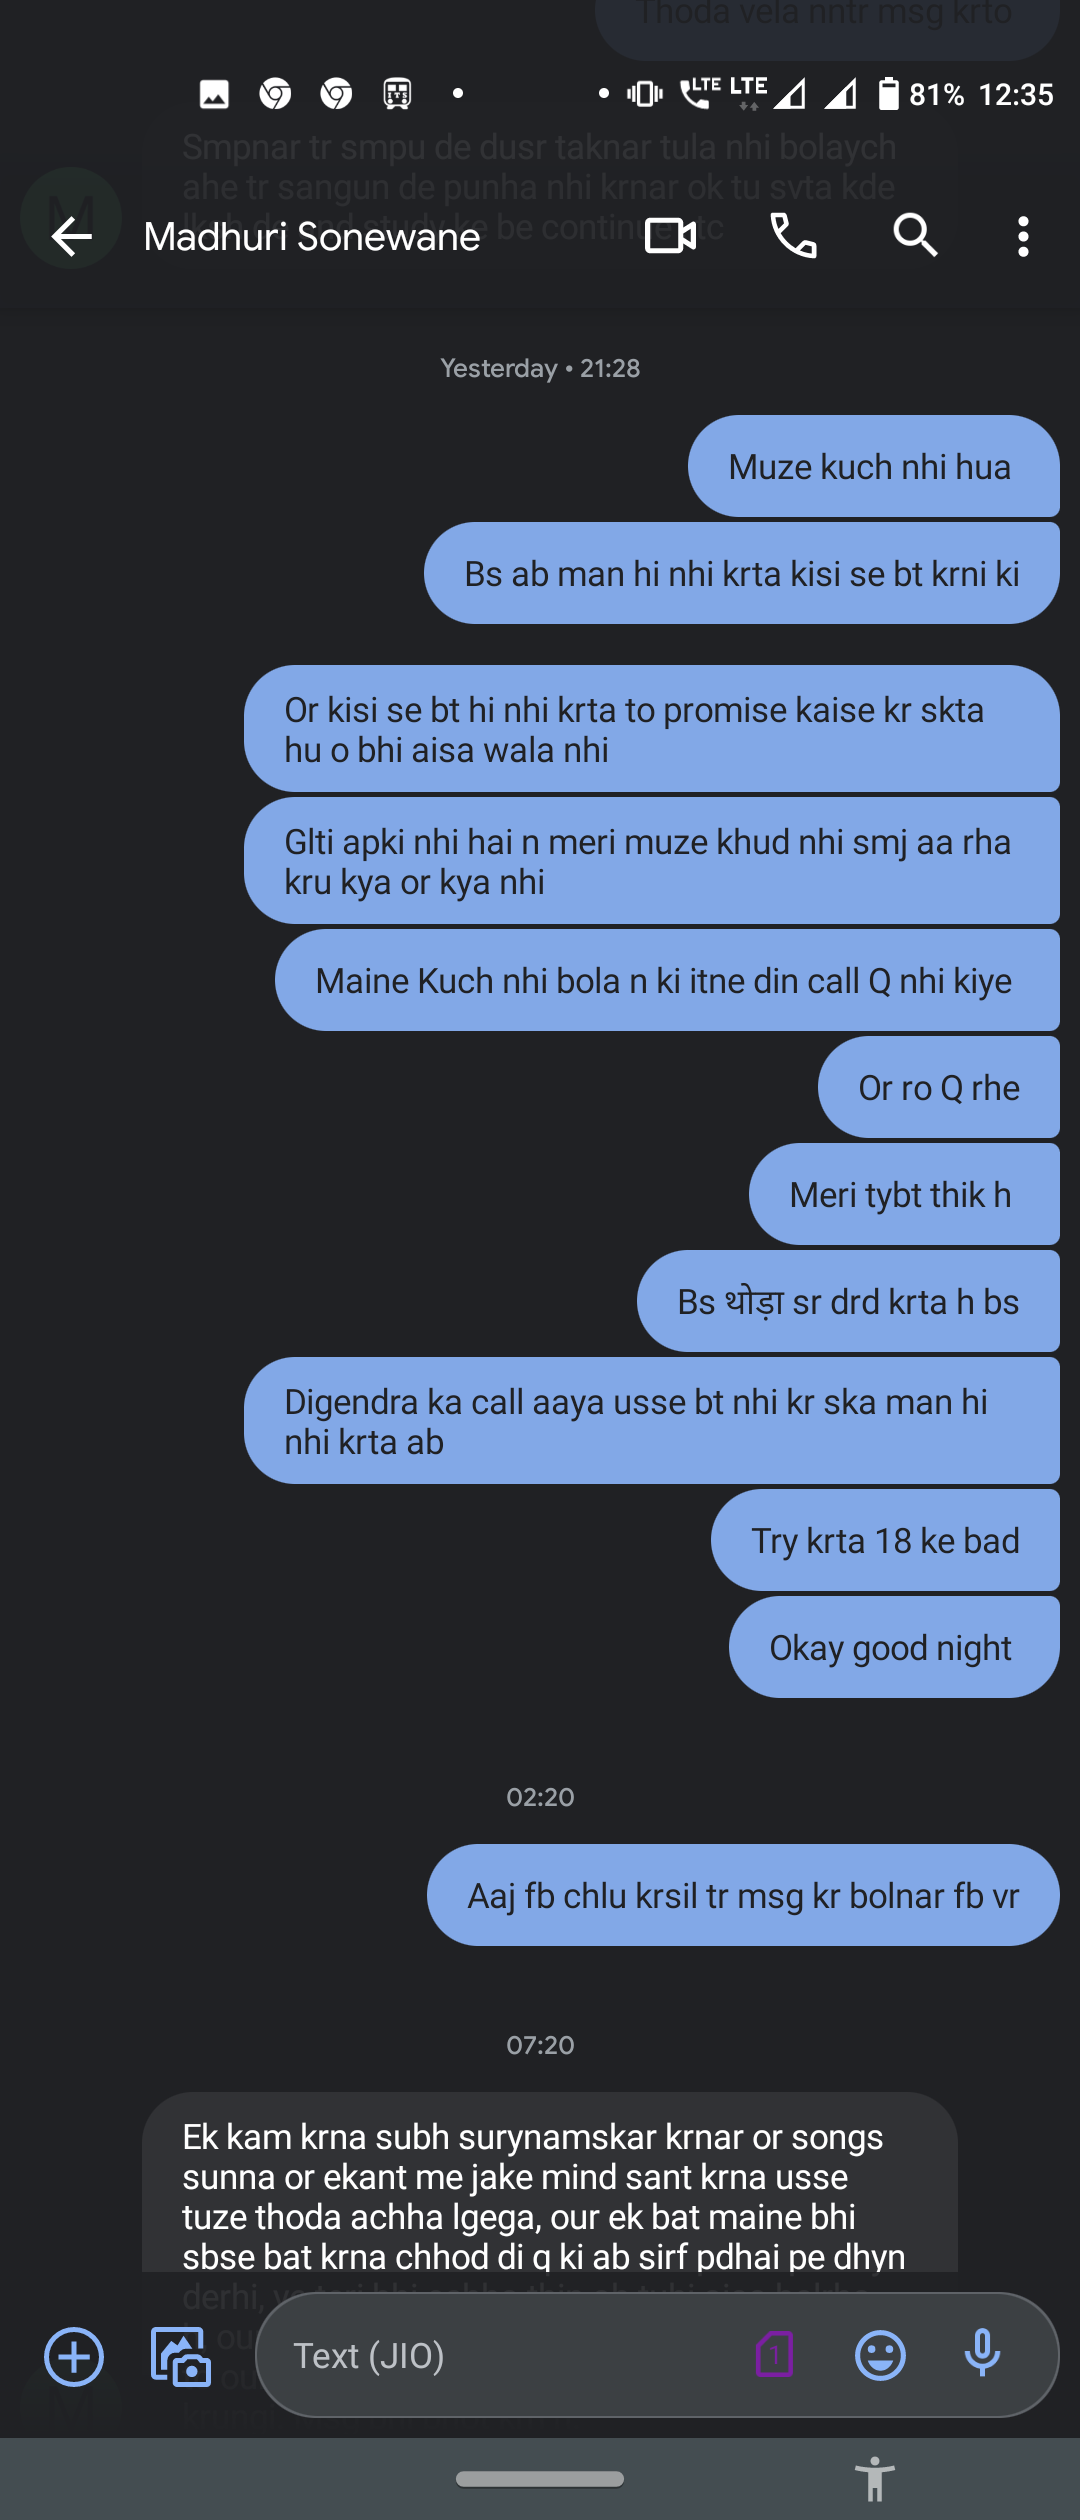 Thoda vela nntr msg krto
LTE LTE 81% 12:35
Smpnar tr smpu de dusr taknar tula nhi bolaych
ahe tr sangun de punha nhi krnar ok tu svta kde
Madhuri Sonewane
Yesterday • 21:28
Muze kuch nhi hua
Bs ab man hi nhi krta kisi se bt krni ki
Or kisi se bt hi nhi krta to promise kaise kr skta
hu o bhi aisa wala nhi
Glti apki nhi hai n meri muze khud nhi smj aa rha
kru kya or kya nhi
Maine Kuch nhi bola n ki itne din call Q nhi kiye
Or ro Q rhe
Meri tybt thik h
Bs थोड़ा sr drd krta h bs
Digendra ka call aaya usse bt nhi kr ska man hi
nhi krta ab
Try krta 18 ke bad
Okay good night
02:20
Aaj fb chlu krsil tr msg kr bolnar fb vr
07:20
Ek kam krna subh surynamskar krnar or songs
sunna or ekant me jake mind sant krna usse
tuze thoda achha lgega, our ek bat maine bhi
sbse bat krna chhod di q ki ab sirf pdhai pe dhyn
derhi,
Text (JIO)
1